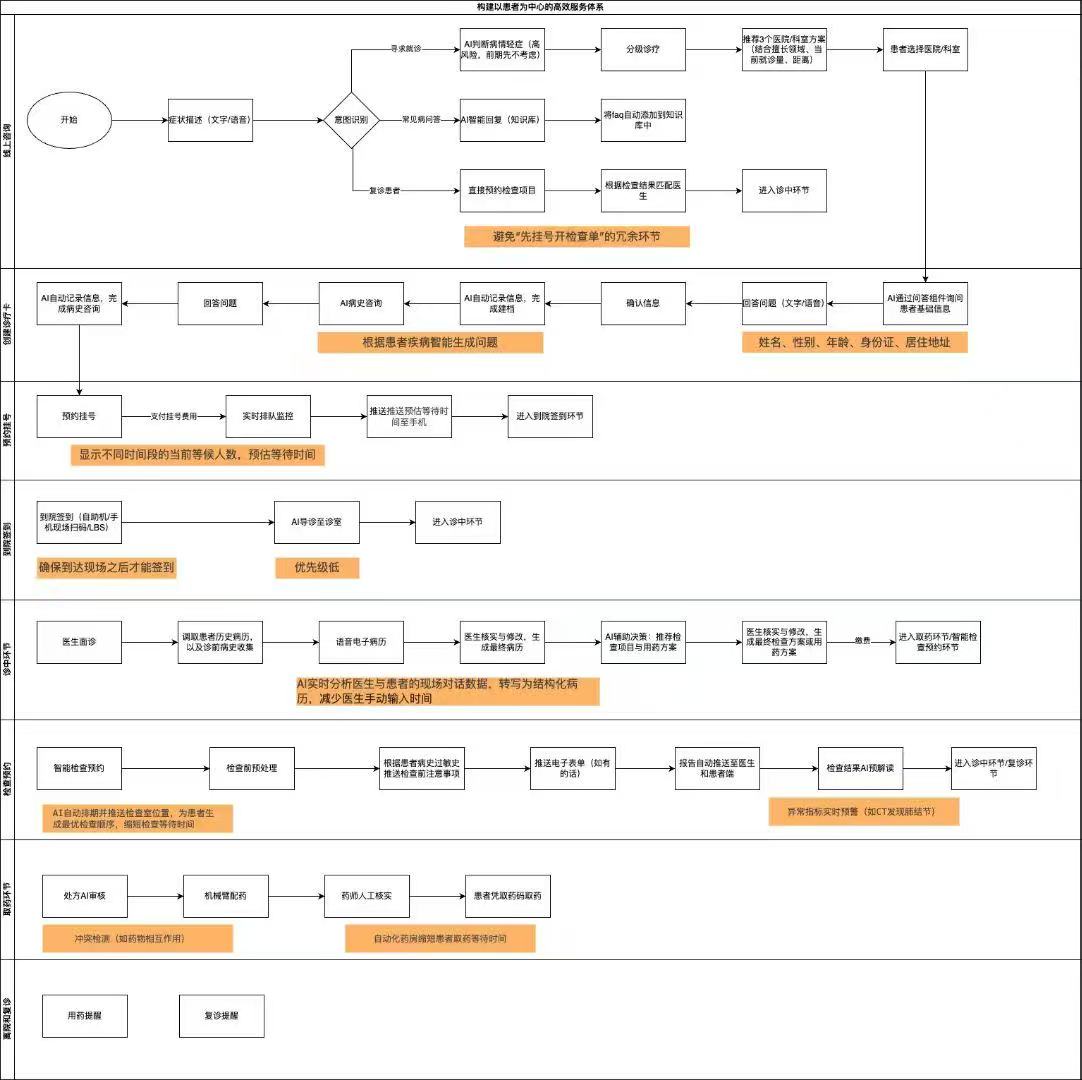 构建以患者为中心的高效服务体系
线上咨询
开始
症状描述（文字/语音）
意图识别
寻求就诊
AI判断病情轻症（高
风险，前期先不考虑）
分级诊疗
推荐3个医院/科室方案
（结合擅长领域、当
前就诊量、距离）
患者选择医院/科室
常见病问答
AI智能回复（知识库）
将faq自动添加到知识
库中
复诊患者
直接预约检查项目
根据检查结果匹配医
生
进入诊中环节
避免“先挂号开检查单”的冗余环节
创建诊疗卡
AI自动记录信息，完
成病史咨询
回答问题
AI病史咨询
AI自动记录信息，完
成建档
确认信息
回答问题（文字/语音）
AI通过问答组件询问
患者基础信息
根据患者疾病智能生成问题
姓名、性别、年龄、身份证、居住地址
预约挂号
预约挂号
支付挂号费用
实时排队监控
推送推送预估等待时
间至手机
进入到院签到环节
显示不同时间段的当前等候人数，预估等待时间
到院签到
到院签到（自助机/手
机现场扫码/LBS）
AI导诊至诊室
进入诊中环节
确保到达现场之后才能签到
优先级低
诊中环节
医生面诊
调取患者历史病历，
以及诊前病史收集
语音电子病历
医生核实与修改，生
成最终病历
AI辅助决策：推荐检
查项目与用药方案
医生核实与修改，生
成最终检查方案或用
药方案
缴费
进入取药环节/智能检
查预约环节
AI实时分析医生与患者的现场对话数据，转写为结构化病
历，减少医生手动输入时间
检查预约
智能检查预约
检查前预处理
根据患者病史过敏史
推送检查前注意事项
推送电子表单（如有
的话）
报告自动推送至医生
和患者端
检查结果AI预解读
进入诊中环节/复诊环
节
AI自动排期并推送检查室位置，为患者生
成最优检查顺序，缩短检查等待时间
异常指标实时预警（如CT发现肺结节）
取药环节
处方AI审核
机械臂配药
药师人工核实
患者凭取药码取药
冲突检测（如药物相互作用）
自动化药房缩短患者取药等待时间
离院和复诊
用药提醒
复诊提醒